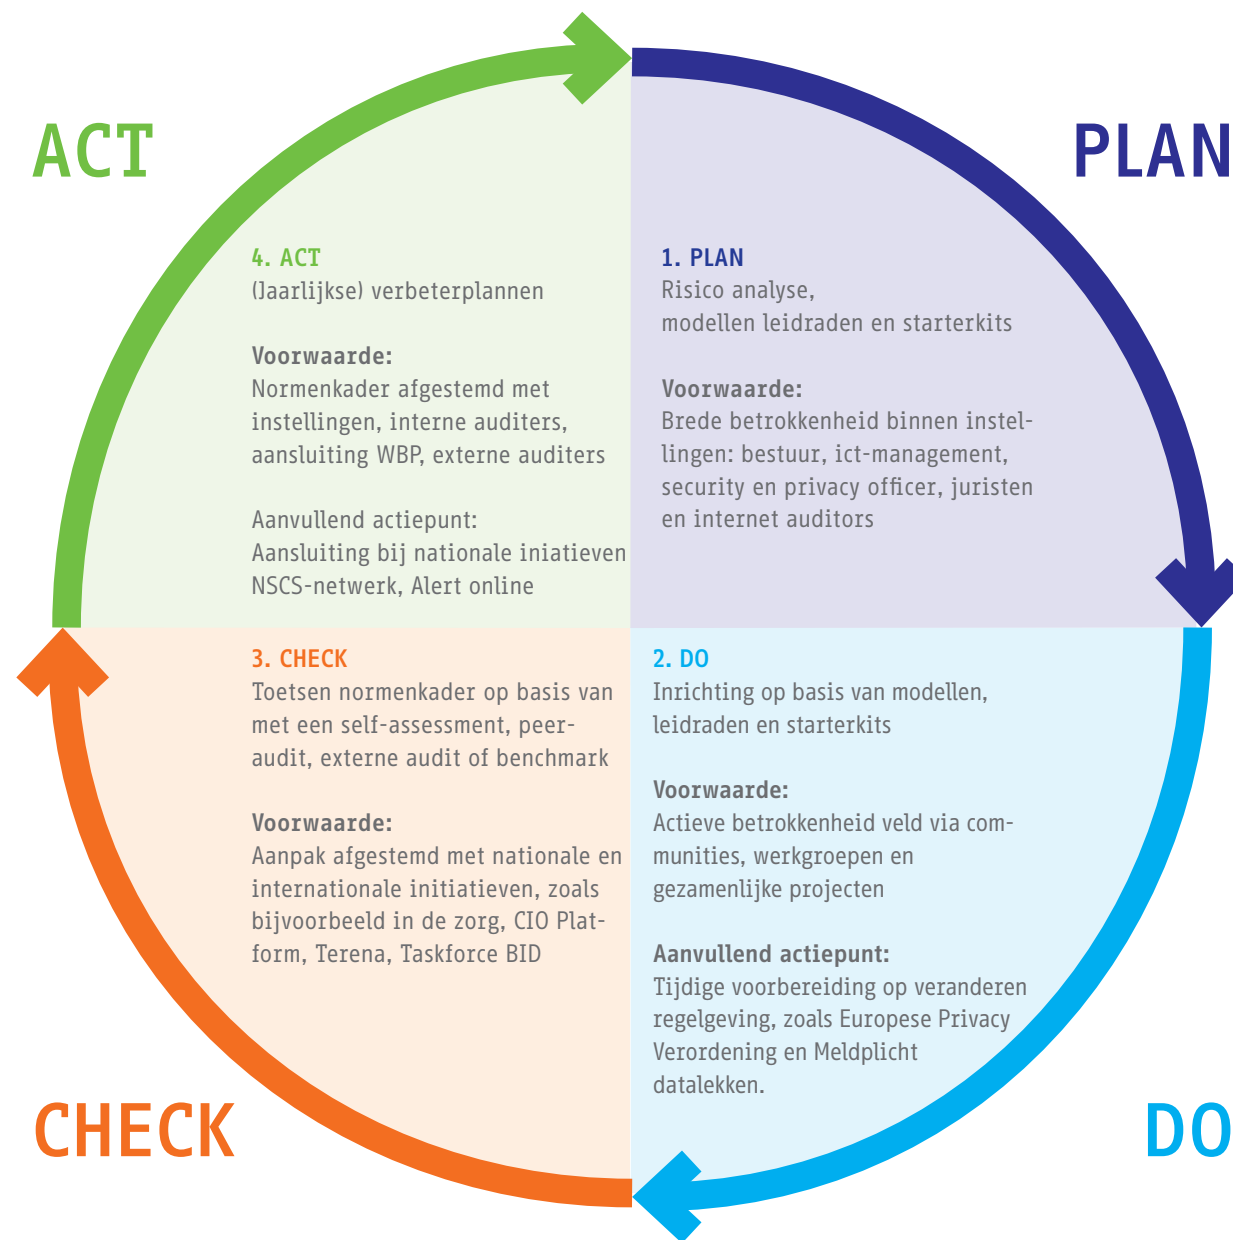 ACT
PLAN
4. ACT
(Jaarlijkse) verbeterplannen
Voorwaarde:
Normenkader afgestemd met
instellingen, interne auditers,
aansluiting WBP, externe auditers
Aanvullend actiepunt:
Aansluiting bij nationale iniatieven
NSCS-netwerk, Alert online
1. PLAN
Risico analyse,
modellen leidraden en starterkits
Voorwaarde:
Brede betrokkenheid binnen instel-
lingen: bestuur, ict-management,
security en privacy officer, juristen
en internet auditors
3. CHECK
Toetsen normenkader op basis van
met een self-assessment, peer-
audit, externe audit of benchmark
Voorwaarde:
Aanpak afgestemd met nationale en
internationale initiatieven, zoals
bijvoorbeeld in de zorg, CIO Plat-
form, Terena, Taskforce BID
2. DO
Inrichting op basis van modellen,
leidraden en starterkits
Voorwaarde:
Actieve betrokkenheid veld via com-
munities, werkgroepen en
gezamenlijke projecten
Aanvullend actiepunt:
Tijdige voorbereiding op veranderen
regelgeving, zoals Europese Privacy
Verordening en Meldplicht
datalekken.
CHECK
DO